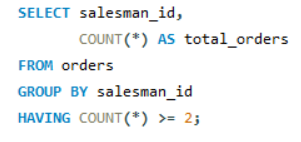 SELECT salesman_id,
       COUNT(*) AS total_orders
FROM orders
GROUP BY salesman_id
HAVING COUNT(*) >= 2;